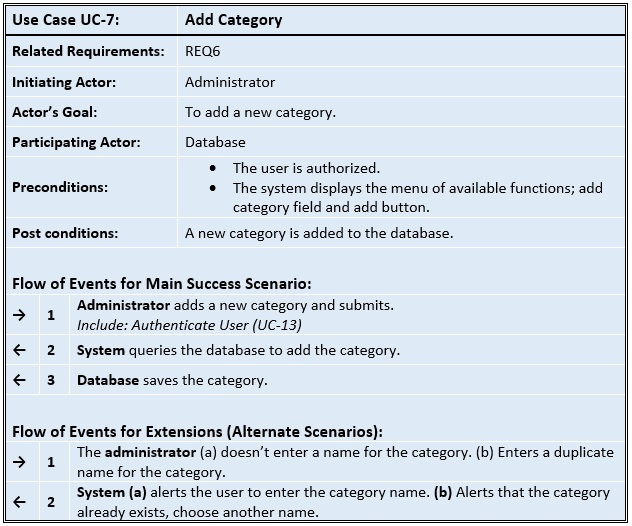 Use Case UC-7: Add Category
Related Requirements: REQ6
Initiating Actor: Administrator
Actor's Goal: To add a new category.
Participating Actor: Database
Preconditions:
• The user is authorized.
• The system displays the menu of available functions; add
category field and add button.
Post conditions: A new category is added to the database.
Flow of Events for Main Success Scenario:
→ 1 Administrator adds a new category and submits.
Include: Authenticate User (UC-13)
← 2 System queries the database to add the category.
← 3 Database saves the category.
Flow of Events for Extensions (Alternate Scenarios):
→ 1 The administrator (a) doesn't enter a name for the category. (b) Enters a duplicate
name for the category.
← 2 System (a) alerts the user to enter the category name. (b) Alerts that the category
already exists, choose another name.